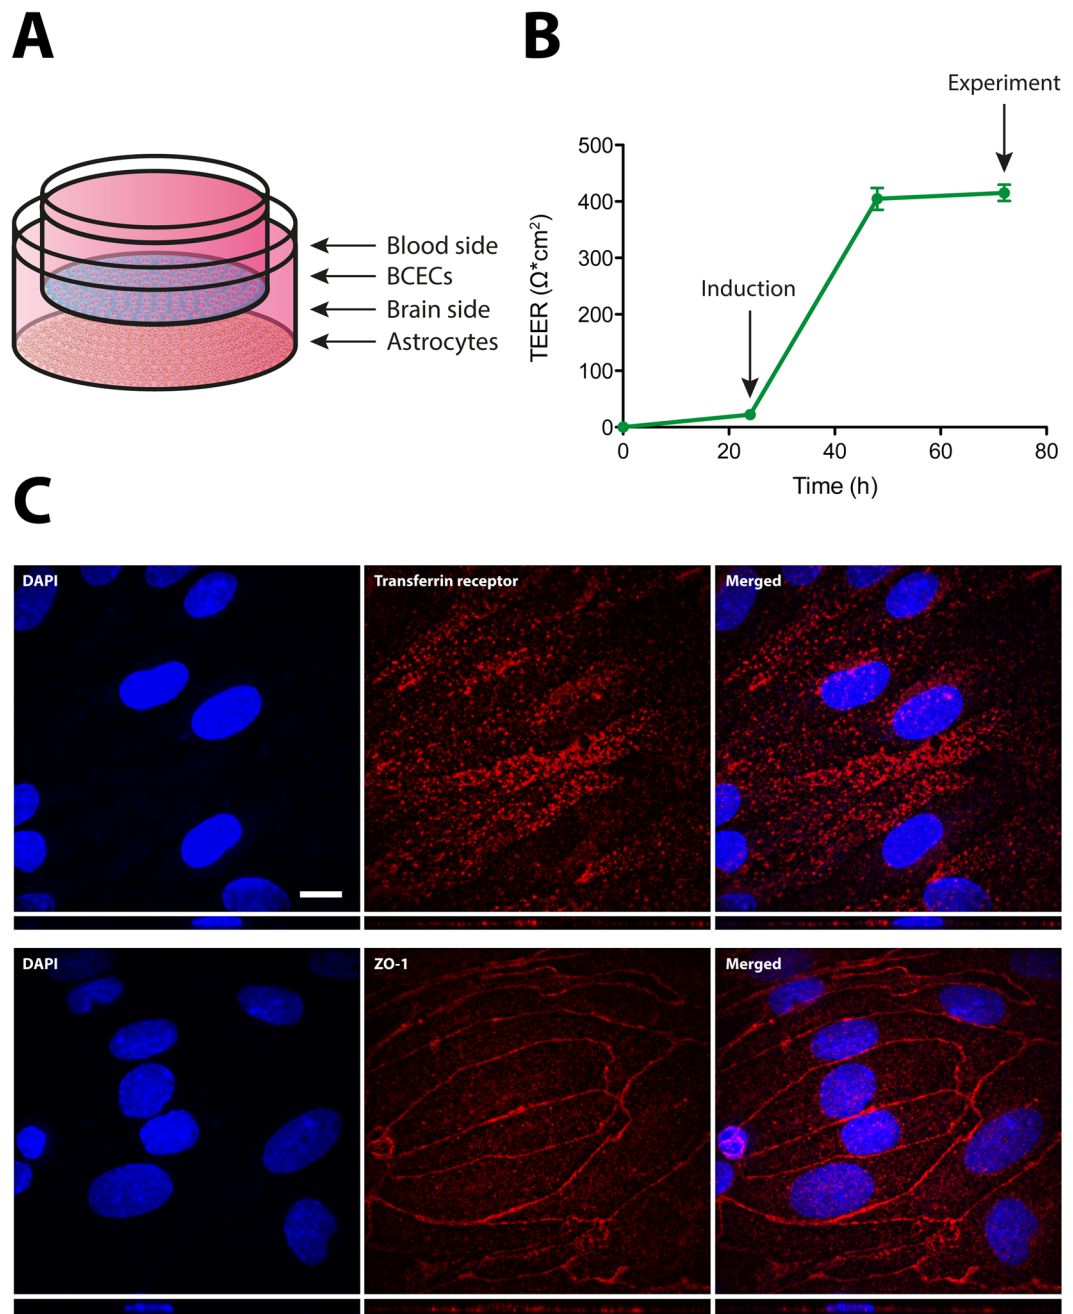 A
Blood side
BCECs
Brain side
Astrocytes
B
Experiment
Induction
TEER (Ω*cm²)
500
400
300
200
100
0
0
20
40
60
80
Time (h)
C
DAPI
Transferrin receptor
Merged
DAPI
ZO-1
Merged